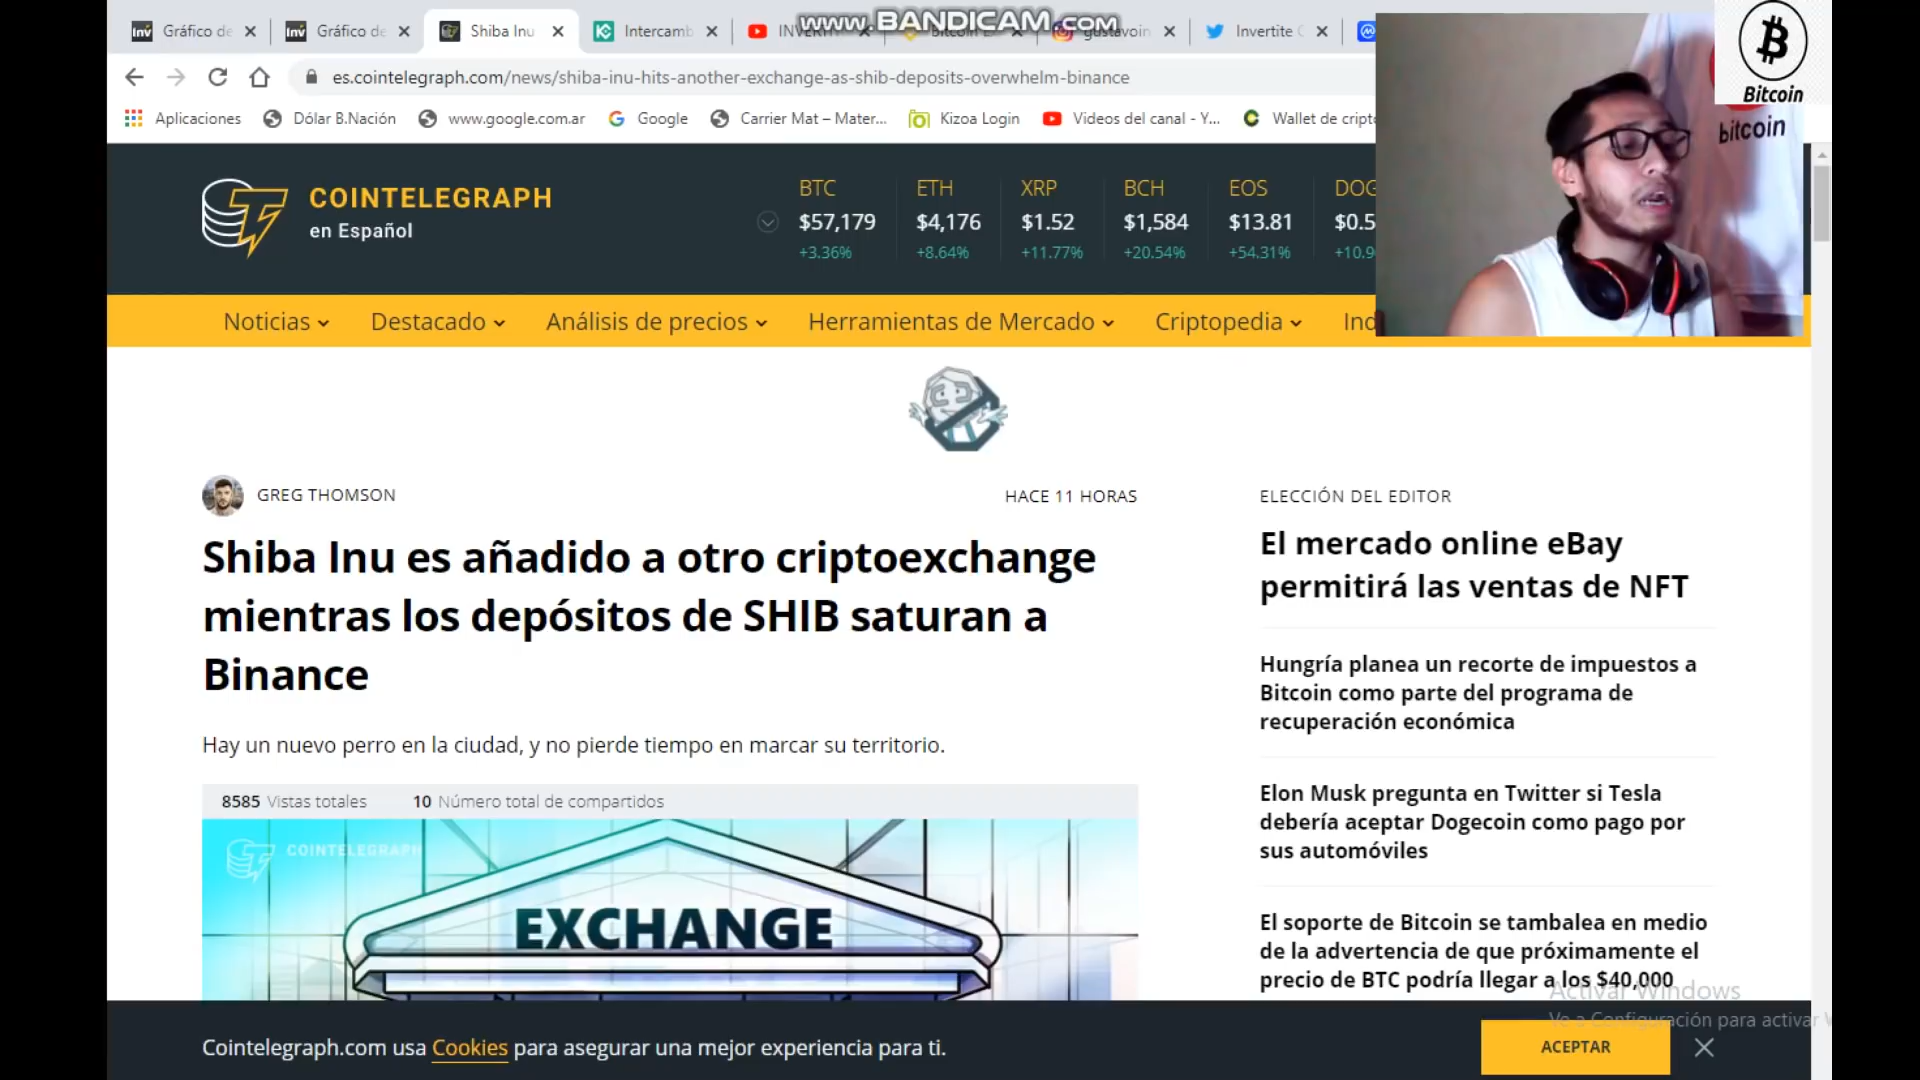 www.BANDICAM.com
Gráfico de
Gráfico de
Shiba Inu
Intercamb
Bitcoin
gustavoin
Invertite
es.cointelegraph.com/news/shiba-inu-hits-another-exchange-as-shib-deposits-overwhelm-binance
Aplicaciones Dólar B.Nación www.google.com.ar Google Carrier Mat – Mater... Kizoa Login Videos del canal - Y... Wallet de cripto
Bitcoin
bitcoin
COINTELEGRAPH
en Español
BTC ETH XRP BCH EOS DOG
$57,179 $4,176 $1.52 $1,584 $13.81 $0.5
+3.36% +8.64% +11.77% +20.54% +54.31% +10.9
Noticias Destacado Análisis de precios Herramientas de Mercado Criptopedia Ind
GREG THOMSON
HACE 11 HORAS
Shiba Inu es añadido a otro criptoexchange
mientras los depósitos de SHIB saturan a
Binance
Hay un nuevo perro en la ciudad, y no pierde tiempo en marcar su territorio.
8585 Vistas totales 10 Número total de compartidos
COINTELEGRAPH
EXCHANGE
ELECCIÓN DEL EDITOR
El mercado online eBay
permitirá las ventas de NFT
Hungría planea un recorte de impuestos a
Bitcoin como parte del programa de
recuperación económica
Elon Musk pregunta en Twitter si Tesla
debería aceptar Dogecoin como pago por
sus automóviles
El soporte de Bitcoin se tambalea en medio
de la advertencia de que próximamente el
precio de BTC podría llegar a los $40,000
Activar Windows
Ve a Configuración para activar
Cointelegraph.com usa Cookies para asegurar una mejor experiencia para ti.
ACEPTAR